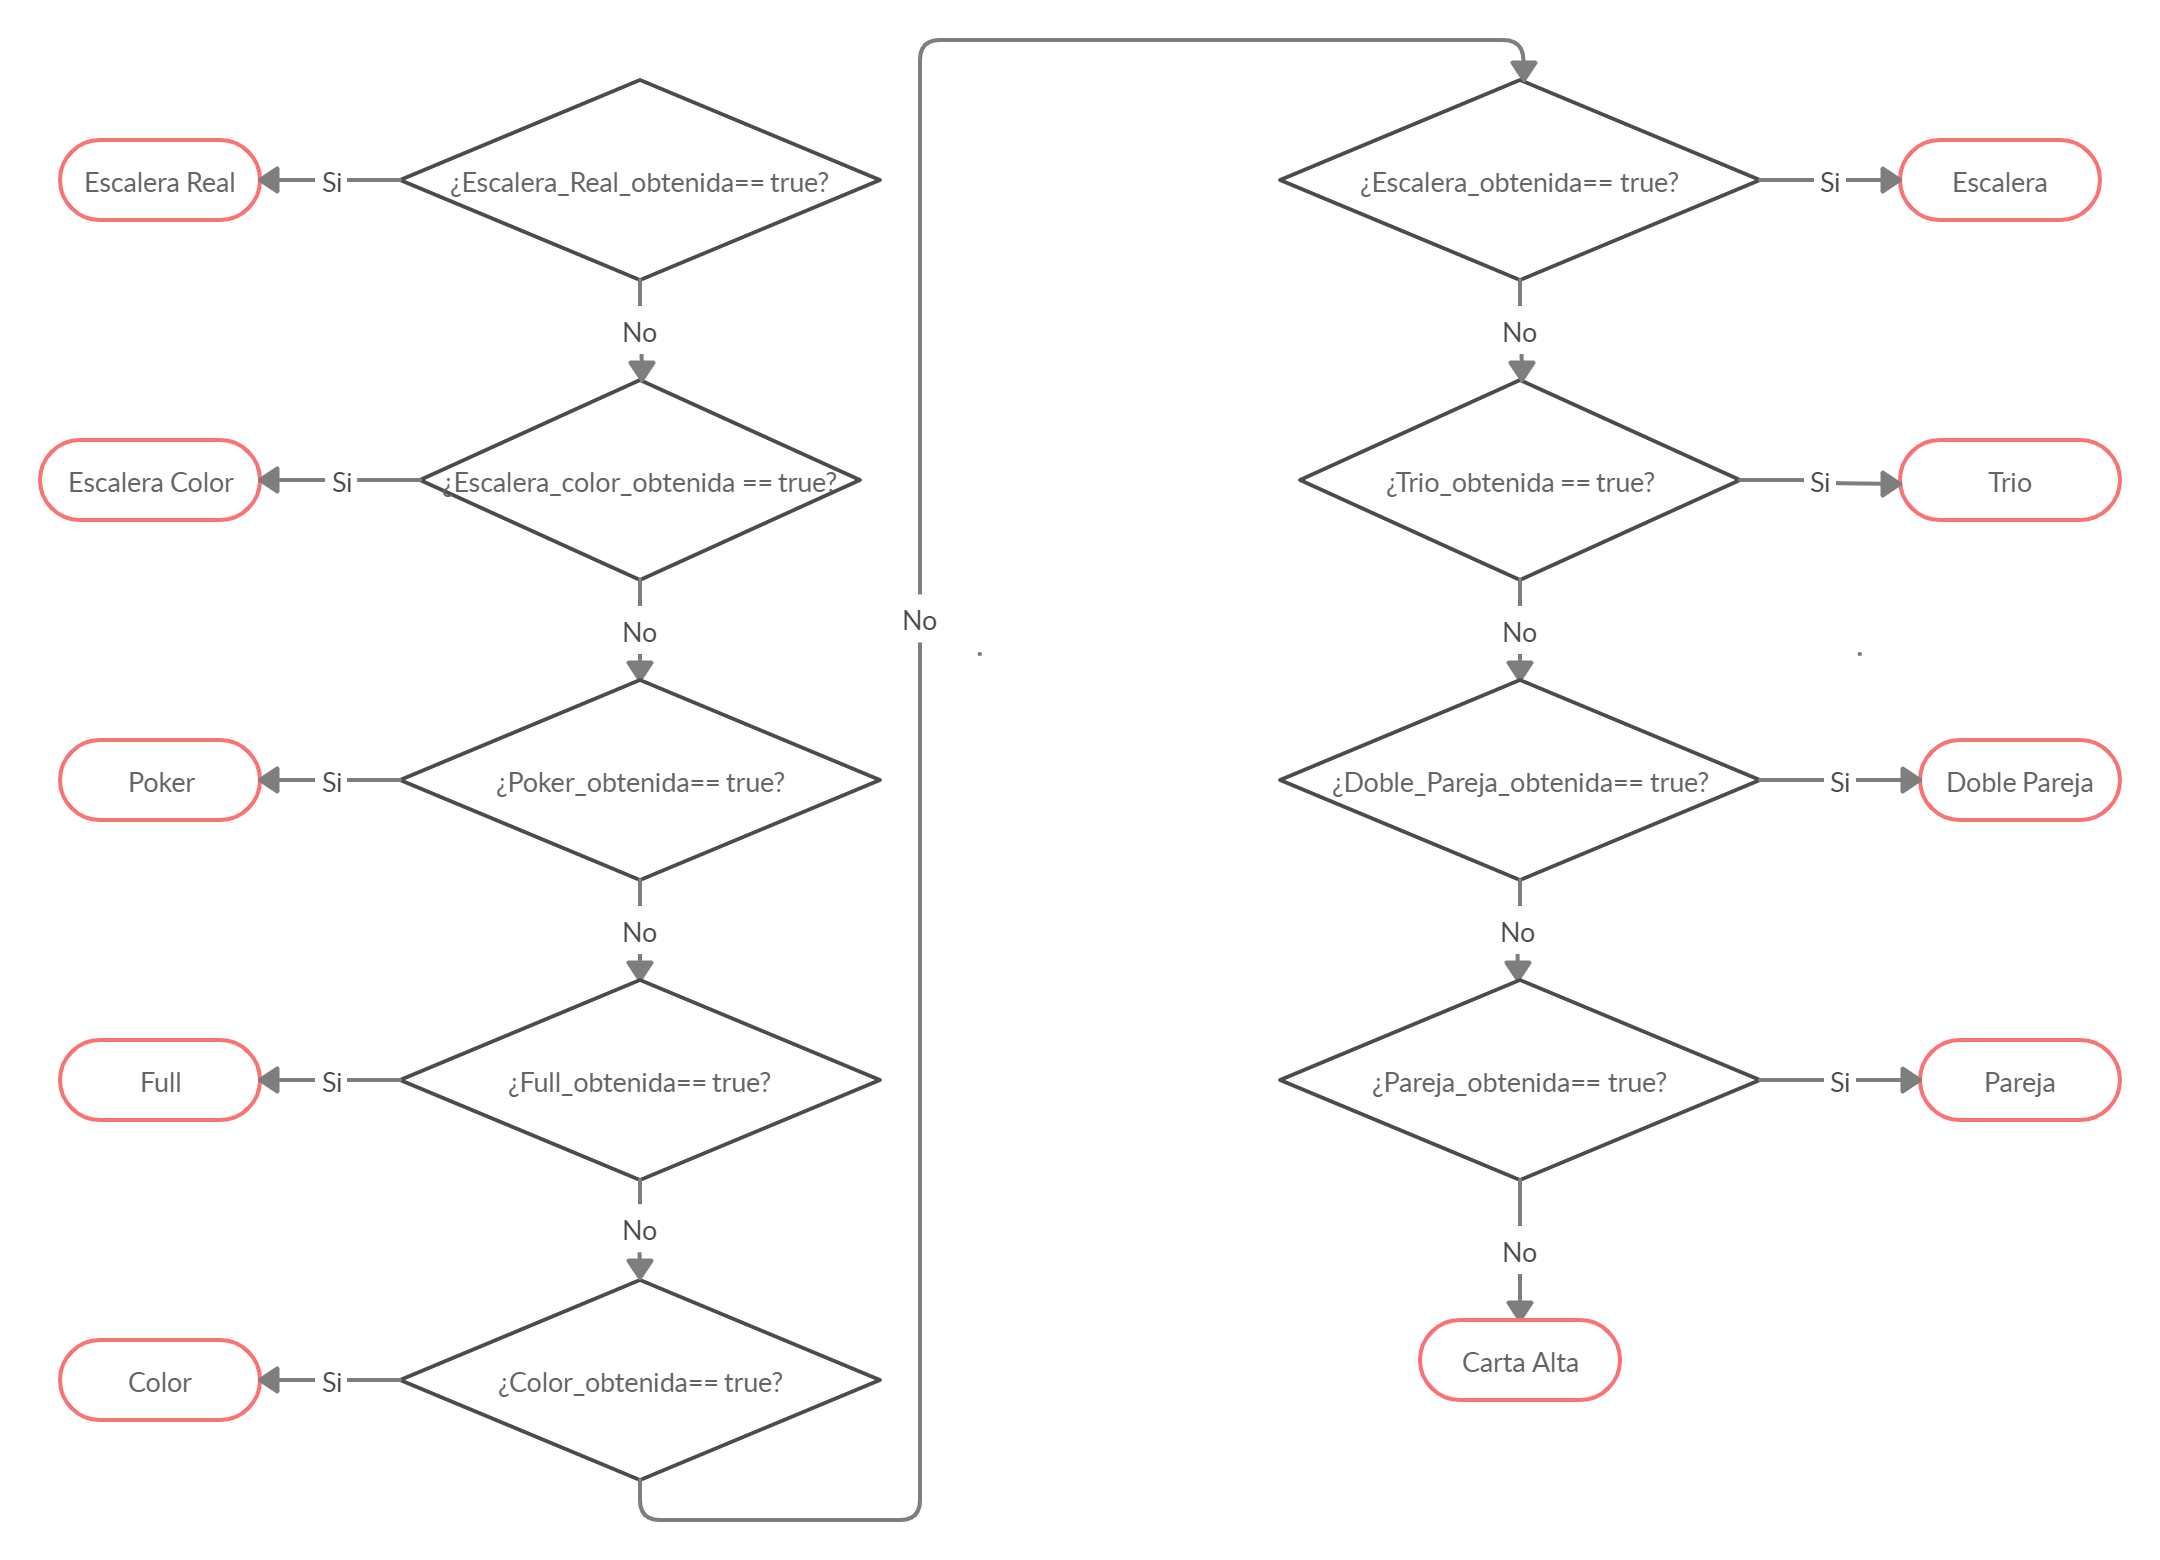 Escalera Real
Si
¿Escalera_Real_obtenida== true?
No
Escalera Color
Si
¿Escalera_color_obtenida == true?
No
Poker
Si
¿Poker_obtenida== true?
No
Full
Si
¿Full_obtenida== true?
No
Color
Si
¿Color_obtenida== true?
No
¿Escalera_obtenida== true?
Si
Escalera
No
¿Trio_obtenida == true?
Si
Trio
No
¿Doble_Pareja_obtenida== true?
Si
Doble Pareja
No
¿Pareja_obtenida== true?
Si
Pareja
No
Carta Alta